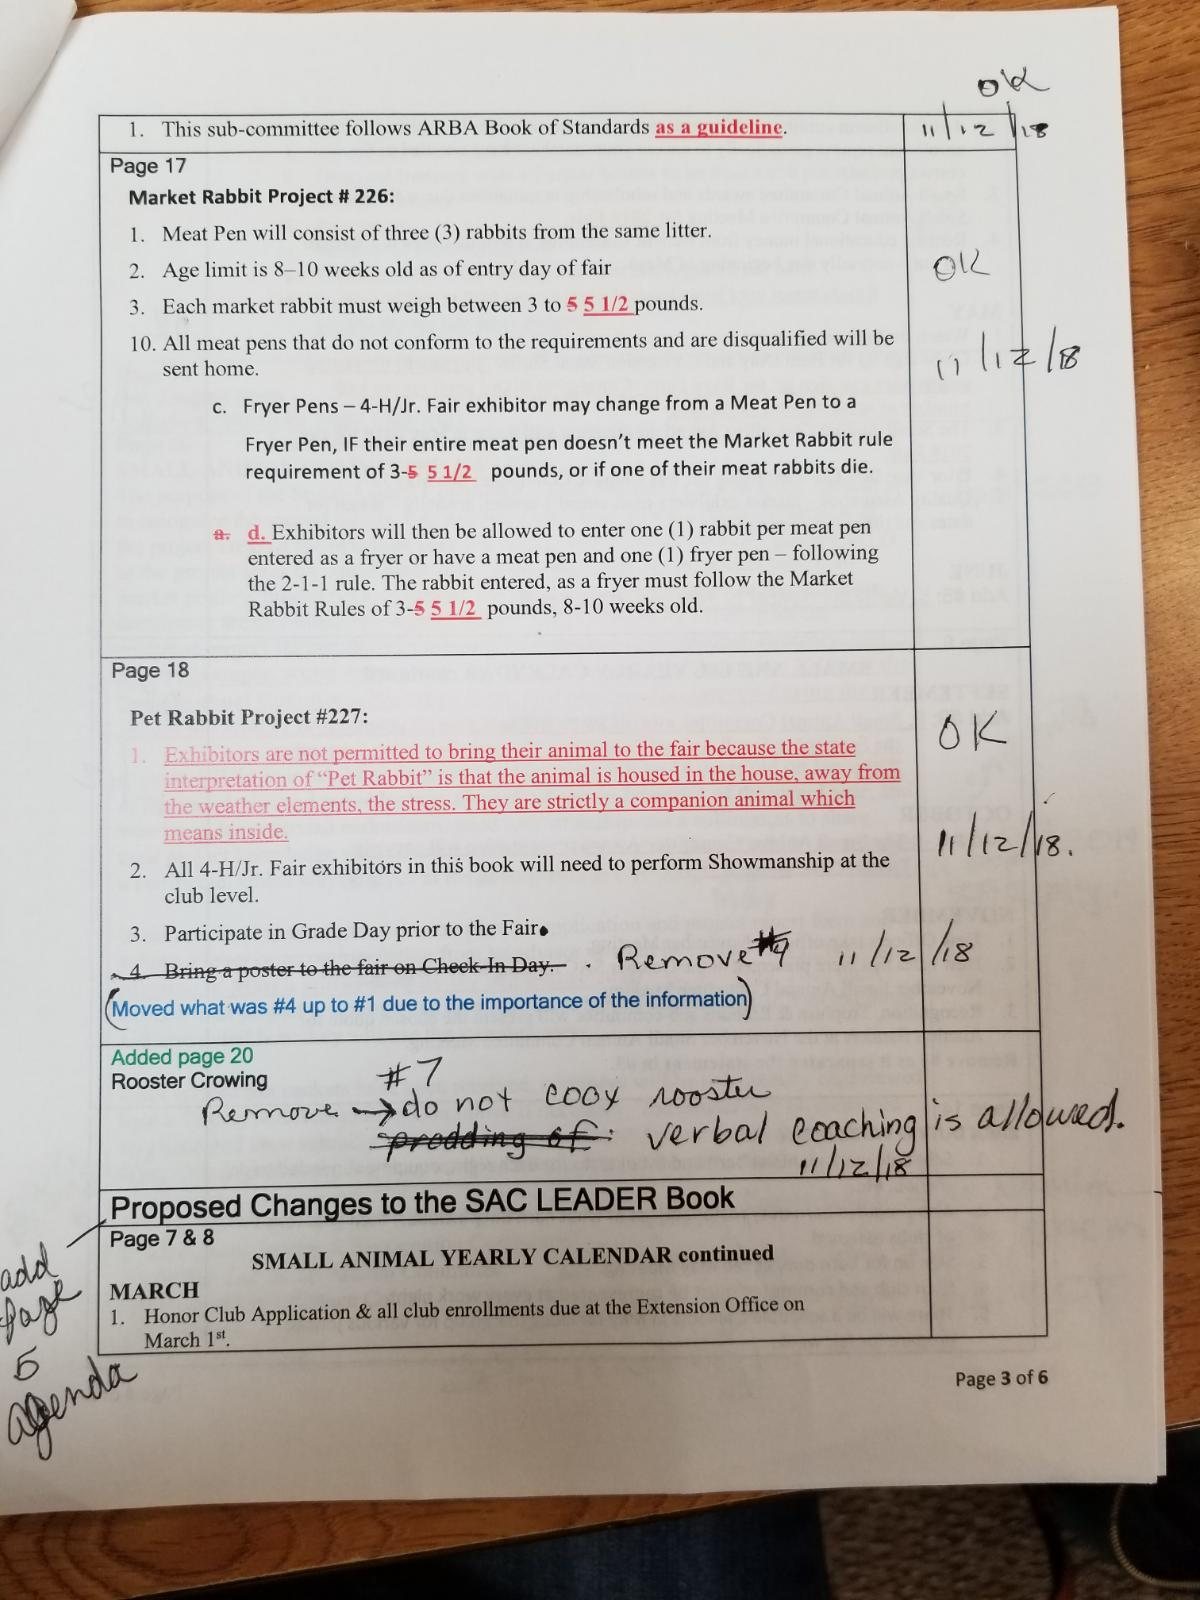 OK
1. This sub-committee follows ARBA Book of Standards as a guideline.
11/12/18
Page 17
Market Rabbit Project # 226:
1. Meat Pen will consist of three (3) rabbits from the same litter.
2. Age limit is 8–10 weeks old as of entry day of fair
OK
3. Each market rabbit must weigh between 3 to 5 5 1/2 pounds.
10. All meat pens that do not conform to the requirements and are disqualified will be
sent home.
11/12/18
c. Fryer Pens – 4-H/Jr. Fair exhibitor may change from a Meat Pen to a
Fryer Pen, IF their entire meat pen doesn't meet the Market Rabbit rule
requirement of 3-5 5 1/2 pounds, or if one of their meat rabbits die.
a. d. Exhibitors will then be allowed to enter one (1) rabbit per meat pen
entered as a fryer or have a meat pen and one (1) fryer pen – following
the 2-1-1 rule. The rabbit entered, as a fryer must follow the Market
Rabbit Rules of 3-5 5 1/2 pounds, 8-10 weeks old.
Page 18
Pet Rabbit Project #227:
OK
1. Exhibitors are not permitted to bring their animal to the fair because the state
interpretation of "Pet Rabbit" is that the animal is housed in the house, away from
the weather elements, the stress. They are strictly a companion animal which
means inside.
11/12/18.
2. All 4-H/Jr. Fair exhibitors in this book will need to perform Showmanship at the
club level.
3. Participate in Grade Day prior to the Fair.
4. Bring a poster to the fair on Check-In Day. Remove #4 11/12/18
(Moved what was #4 up to #1 due to the importance of the information)
Added page 20
Rooster Crowing
#7
Remove → do not coax rooster
prodding of: verbal coaching is allowed.
11/12/18
Proposed Changes to the SAC LEADER Book
Page 7 & 8
SMALL ANIMAL YEARLY CALENDAR continued
MARCH
1. Honor Club Application & all club enrollments due at the Extension Office on
March 1st.
add
page
5
agenda
Page 3 of 6